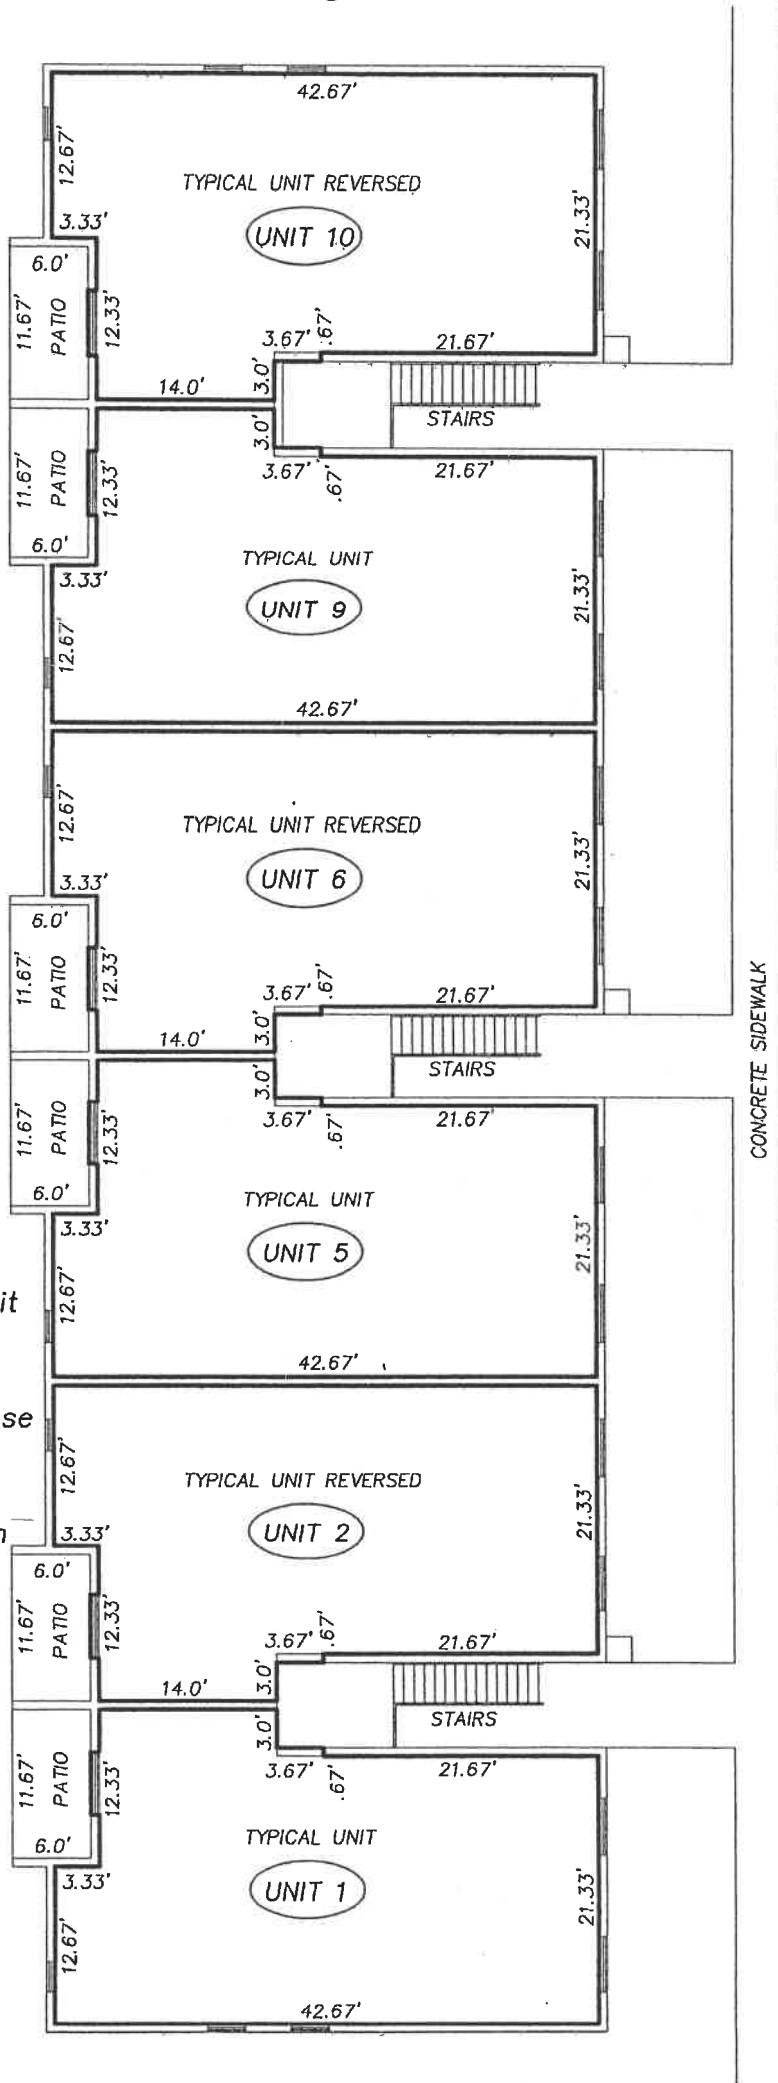 42.67'
12.67'
TYPICAL UNIT REVERSED
UNIT 10
21.33'
3.33'
6.0'
11.67'
PATIO
12.33'
3.67'
.67'
21.67'
3.0'
14.0'
STAIRS
3.0'
3.67'
.67'
21.67'
11.67'
PATIO
12.33'
6.0'
3.33'
TYPICAL UNIT
UNIT 9
21.33'
12.67'
42.67'
12.67'
TYPICAL UNIT REVERSED
UNIT 6
21.33'
3.33'
6.0'
11.67'
PATIO
12.33'
3.67'
.67'
21.67'
3.0'
14.0'
STAIRS
CONCRETE SIDEWALK
3.0'
3.67'
.67'
21.67'
11.67'
PATIO
12.33'
6.0'
3.33'
TYPICAL UNIT
UNIT 5
21.33'
12.67'
it
42.67'
se
12.67'
TYPICAL UNIT REVERSED
UNIT 2
21.33'
3.33'
6.0'
11.67'
PATIO
12.33'
3.67'
.67'
21.67'
3.0'
14.0'
STAIRS
3.0'
3.67'
.67'
21.67'
11.67'
PATIO
12.33'
6.0'
3.33'
TYPICAL UNIT
UNIT 1
21.33'
12.67'
42.67'